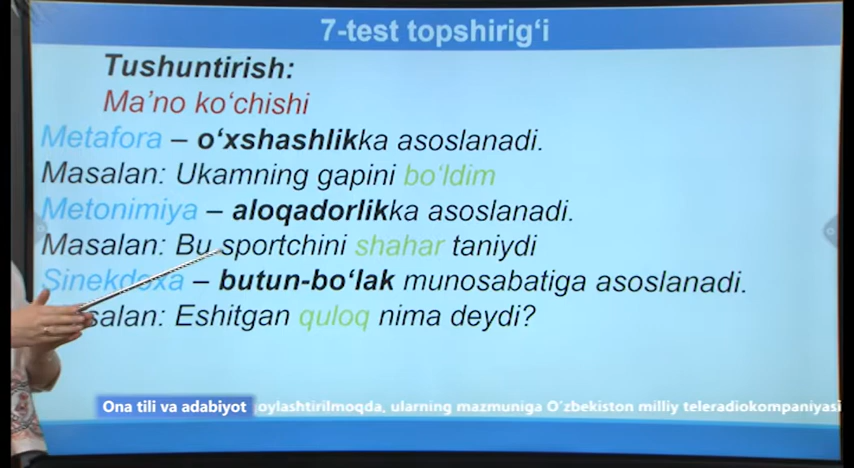 7-test topshirig‘i
Tushuntirish:
Ma’no ko‘chishi
Metafora – o‘xshashlikka asoslanadi.
Masalan: Ukamning gapini bo‘ldim
Metonimiya – aloqadorlikka asoslanadi.
Masalan: Bu sportchini shahar taniydi
Sinekdoxa – butun-bo‘lak munosabatiga asoslanadi.
salan: Eshitgan quloq nima deydi?
Ona tili va adabiyot oylashtirilmoqda, ularning mazmuniga O´zbekiston milliy teleradiokompaniyasi